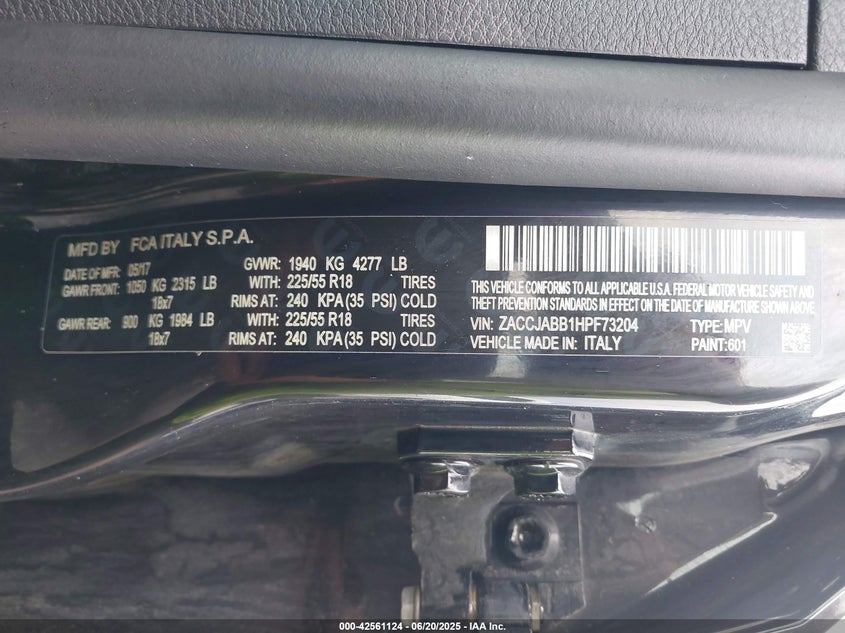 MFD BY FCA ITALY S.P.A.
DATE OF MFR: 08/17 GVWR: 1940 KG 4277 LB
GAWR FRONT: 1050 KG 2315 LB WITH: 225/55 R18 TIRES
18x7 RIMS AT: 240 KPA (35 PSI) COLD
GAWR REAR: 900 KG 1984 LB WITH: 225/55 R18 TIRES
18x7 RIMS AT: 240 KPA (35 PSI) COLD
THIS VEHICLE CONFORMS TO ALL APPLICABLE U.S.A. FEDERAL MOTOR VEHICLE SAFETY AND
THEFT PREVENTION STANDARDS IN EFFECT ON THE DATE OF MANUFACTURE SHOWN ABOVE.
VIN: ZACCJABB1HPF73204 TYPE: MPV
VEHICLE MADE IN: ITALY PAINT: 601
000-42561124 - 06/20/2025 - IAA Inc.